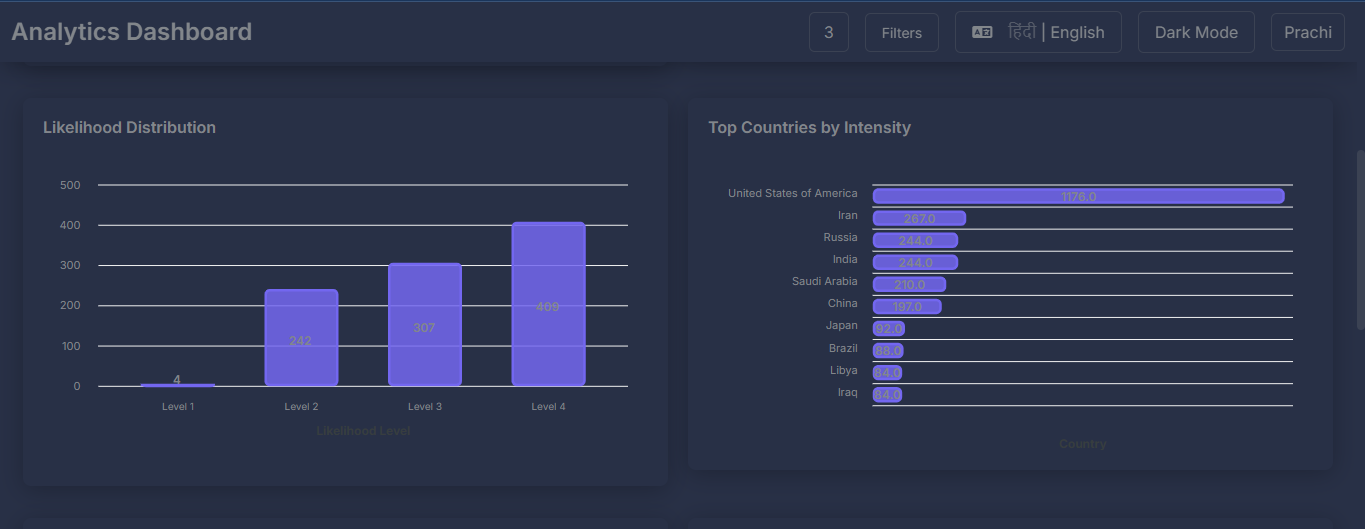 Analytics Dashboard
3
Filters
हिंदी | English
Dark Mode
Prachi
Likelihood Distribution
500
400
300
200
100
0
4
242
307
409
Level 1
Level 2
Level 3
Level 4
Likelihood Level
Top Countries by Intensity
United States of America 1176.0
Iran 267.0
Russia 244.0
India 244.0
Saudi Arabia 210.0
China 197.0
Japan 92.0
Brazil 88.0
Libya 84.0
Iraq 84.0
Country